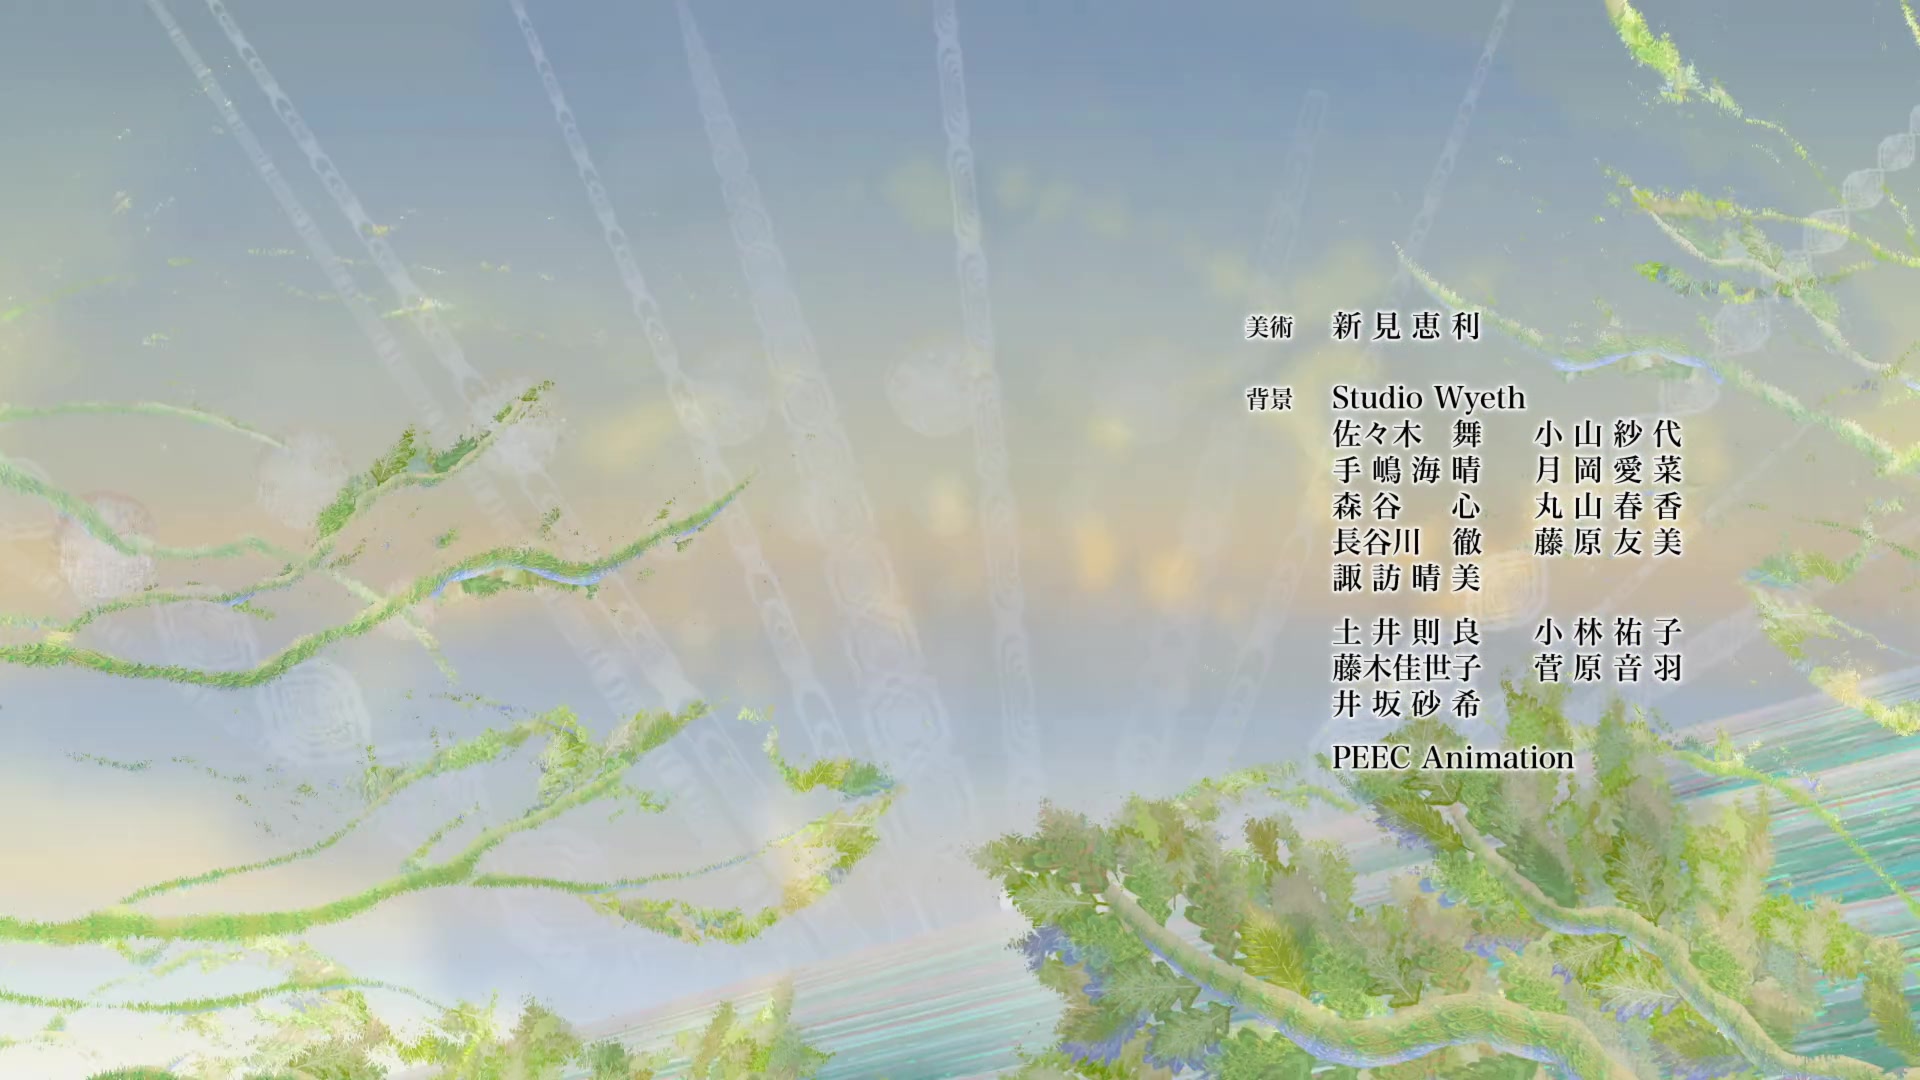 美術 新見恵利
背景 Studio Wyeth
佐々木 舞 小山紗代
手嶋海晴 月岡愛菜
森谷 心 丸山春香
長谷川 徹 藤原友美
諏訪晴美
土井則良 小林祐子
藤木佳世子 菅原音羽
井坂砂希
PEEC Animation